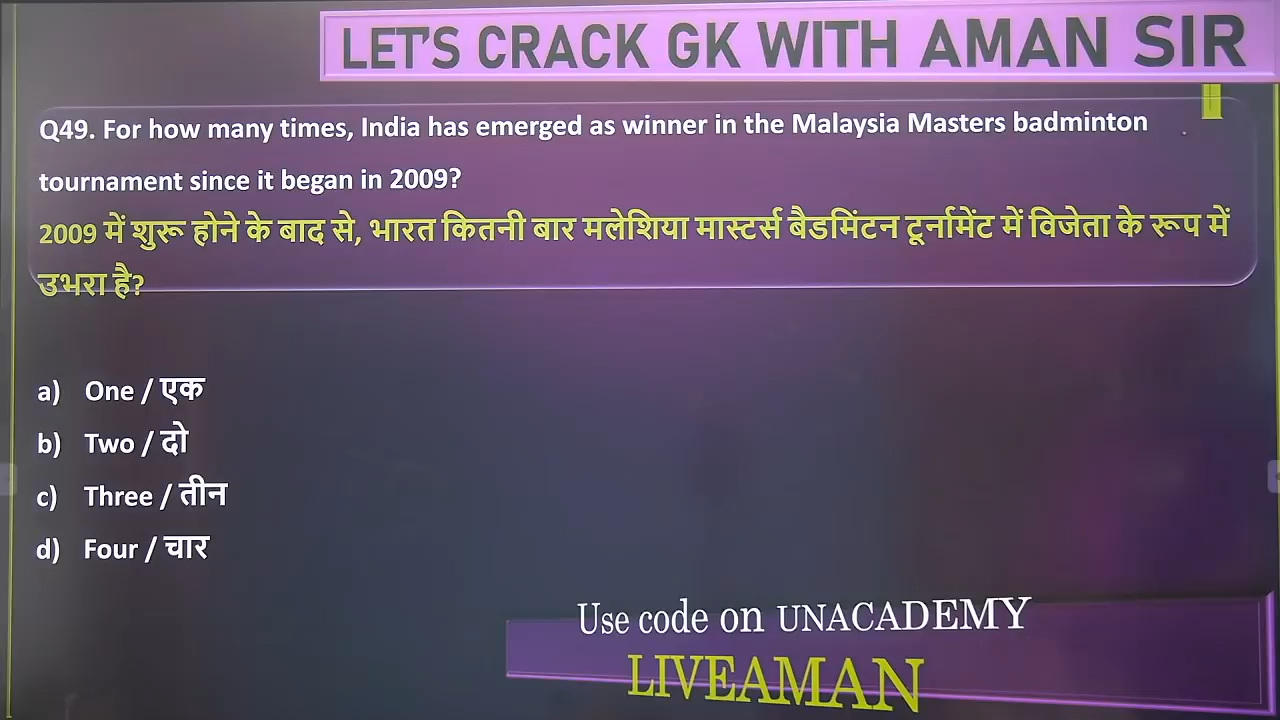 LET'S CRACK GK WITH AMAN SIR
Q49. For how many times, India has emerged as winner in the Malaysia Masters badminton
tournament since it began in 2009?
2009 में शुरू होने के बाद से, भारत कितनी बार मलेशिया मास्टर्स बैडमिंटन टूर्नामेंट में विजेता के रूप में
उभरा है?
a) One / एक
b) Two / दो
c) Three / तीन
d) Four / चार
Use code on UNACADEMY
LIVEAMAN